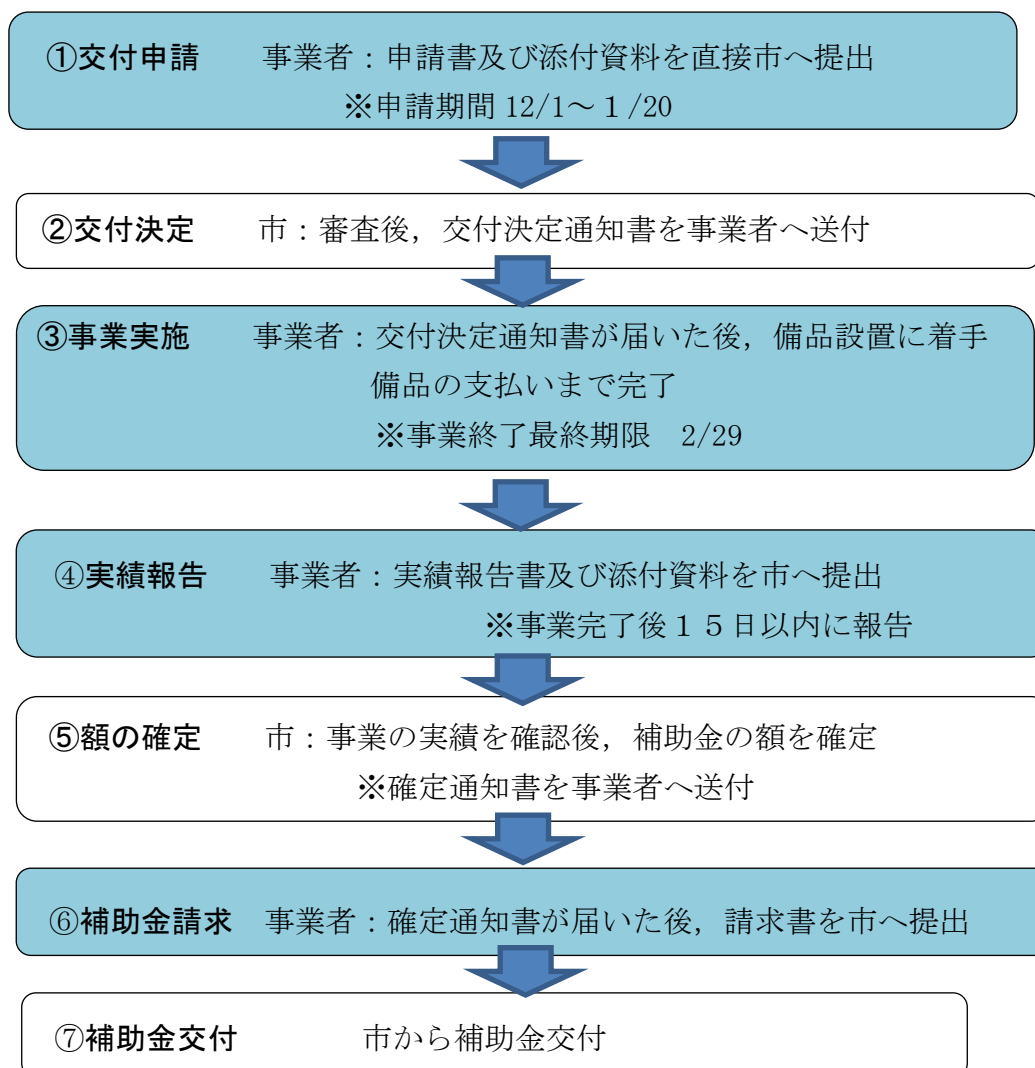 ①交付申請　事業者：申請書及び添付資料を直接市へ提出
※申請期間 12/1～１/20
②交付決定　市：審査後，交付決定通知書を事業者へ送付
③事業実施　事業者：交付決定通知書が届いた後，備品設置に着手
備品の支払いまで完了
※事業終了最終期限　2/29
④実績報告　事業者：実績報告書及び添付資料を市へ提出
※事業完了後１５日以内に報告
⑤額の確定　市：事業の実績を確認後，補助金の額を確定
※確定通知書を事業者へ送付
⑥補助金請求　事業者：確定通知書が届いた後，請求書を市へ提出
⑦補助金交付　市から補助金交付